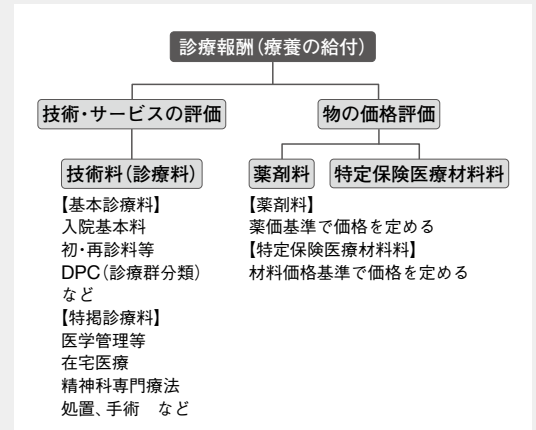 診療報酬(療養の給付)
技術・サービスの評価
物の価格評価
技術料(診療料)
薬剤料
特定保険医療材料料
【基本診療料】
入院基本料
初・再診料等
DPC(診療群分類)
など
【特掲診療料】
医学管理等
在宅医療
精神科専門療法
処置、手術　など
【薬剤料】
薬価基準で価格を定める
【特定保険医療材料料】
材料価格基準で価格を定める